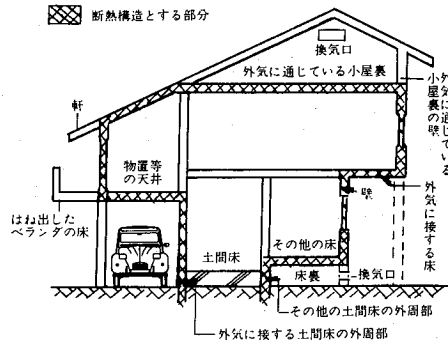 断熱構造とする部分
換気口
外気に通じている小屋裏
外気に通じている
小屋裏の壁
軒
物置等
の天井
外気に接する床
壁
はね出した
ベランダの床
土間床
その他の床
床裏
換気口
その他の土間床の外周部
外気に接する土間床の外周部